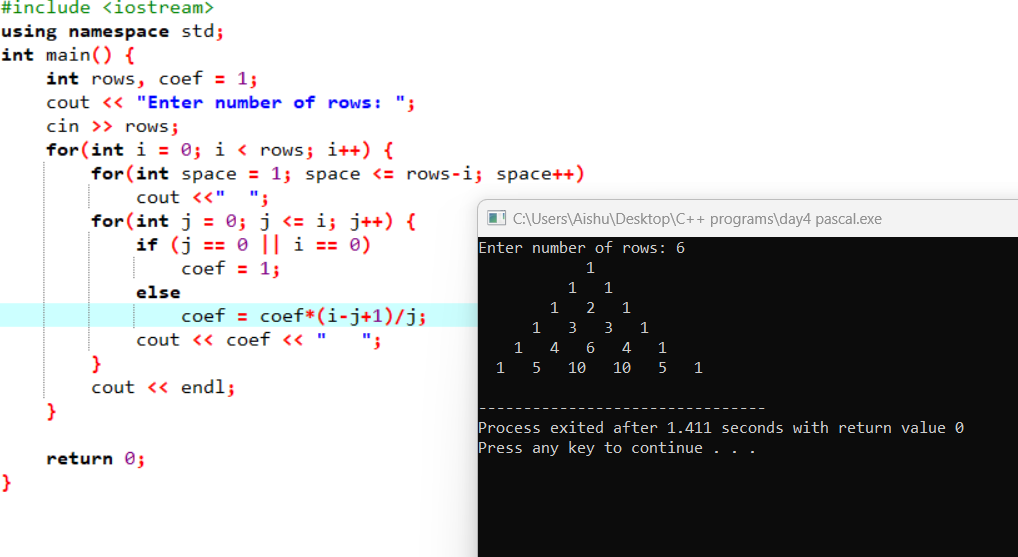 #include <iostream>
using namespace std;
int main() {
    int rows, coef = 1;
    cout << "Enter number of rows: ";
    cin >> rows;
    for(int i = 0; i < rows; i++) {
        for(int space = 1; space <= rows-i; space++)
            cout <<"  ";
        for(int j = 0; j <= i; j++) {
            if (j == 0 || i == 0)
                coef = 1;
            else
                coef = coef*(i-j+1)/j;
            cout << coef << "   ";
        }
        cout << endl;
    }
    return 0;
}
C:\Users\Aishu\Desktop\C++ programs\day4 pascal.exe
Enter number of rows: 6
            1
          1   1
        1   2   1
      1   3   3   1
    1   4   6   4   1
  1   5   10   10   5   1
--------------------------------
Process exited after 1.411 seconds with return value 0
Press any key to continue . . .